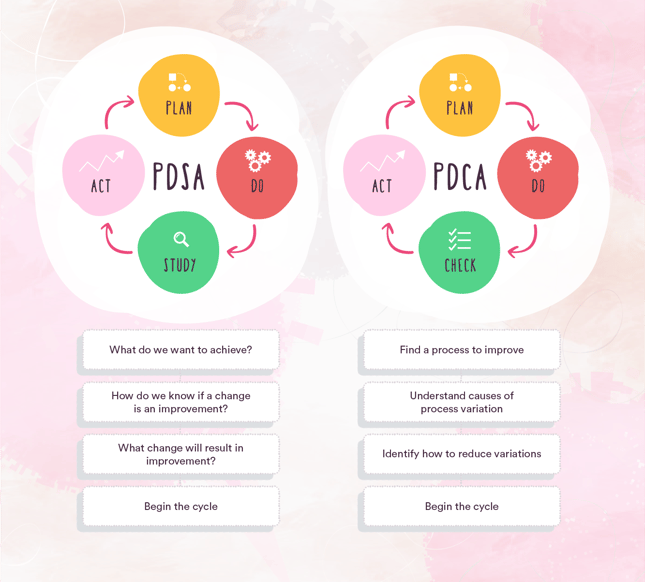 PLAN
ACT
PDSA
DO
STUDY
PLAN
ACT
PDCA
DO
CHECK
What do we want to achieve?
How do we know if a change
is an improvement?
What change will result in
improvement?
Begin the cycle
Find a process to improve
Understand causes of
process variation
Identify how to reduce variations
Begin the cycle